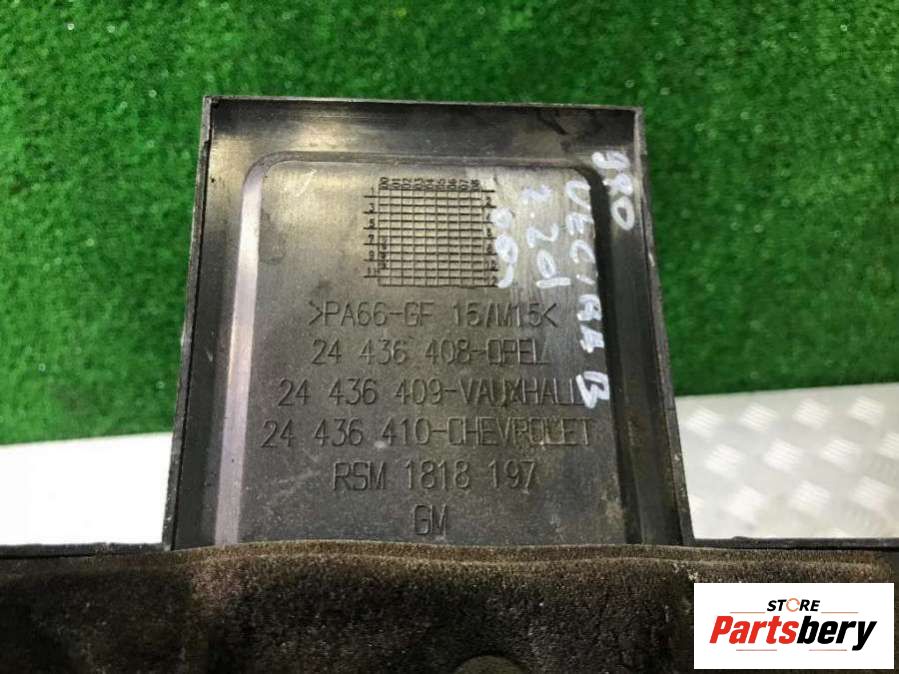 >PA66-GF 15/M15<
24 436 408-OPEL
24 436 409-VAUXHALL
24 436 410-CHEVROLET
RSM 1818 197
GM
980
VECTRA B
2.2dl
STORE
Partsbery